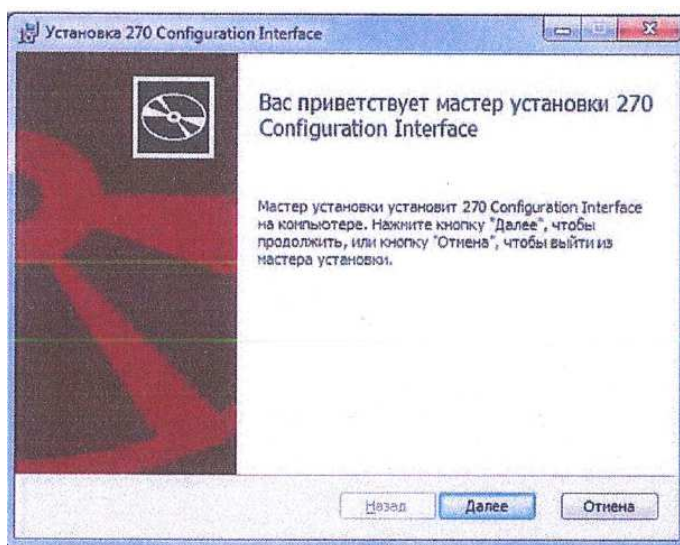 Установка 270 Configuration Interface
Вас приветствует мастер установки 270
Configuration Interface
Мастер установки установит 270 Configuration Interface
на компьютере. Нажмите кнопку "Далее", чтобы
продолжить, или кнопку "Отмена", чтобы выйти из
мастера установки.
Назад
Далее
Отмена